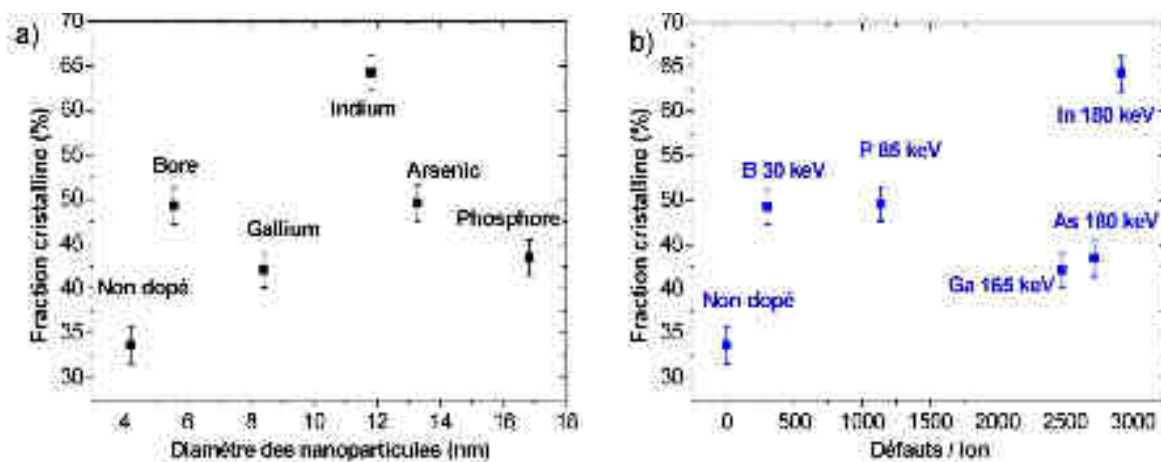 a)
Fraction cristalline (%)
70
65
60
55
50
45
40
35
30
Indium
Bore
Arsenic
Gallium
Phosphore
Non dopé
4
6
8
10
12
14
16
18
Diamètre des nanoparticules (nm)
b)
Fraction cristalline (%)
70
65
60
55
50
45
40
35
30
In 180 keV
P 85 keV
B 30 keV
As 180 keV
Ga 165 keV
Non dopé
0
500
1000
1500
2000
2500
3000
Défauts / Ion